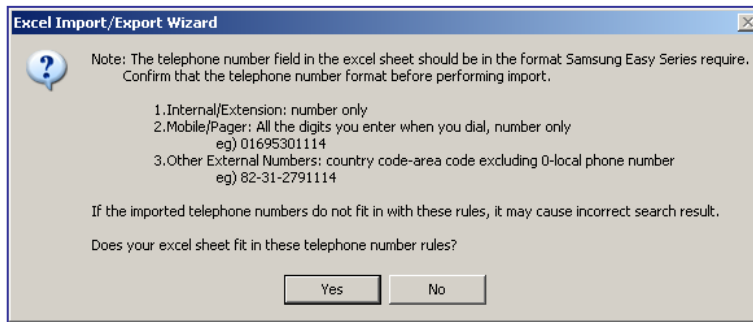 Excel Import/Export Wizard
Note: The telephone number field in the excel sheet should be in the format Samsung Easy Series require.
Confirm that the telephone number format before performing import.
1.Internal/Extension: number only
2.Mobile/Pager: All the digits you enter when you dial, number only
eg) 01695301114
3.Other External Numbers: country code-area code excluding 0-local phone number
eg) 82-31-2791114
If the imported telephone numbers do not fit in with these rules, it may cause incorrect search result.
Does your excel sheet fit in these telephone number rules?
Yes No